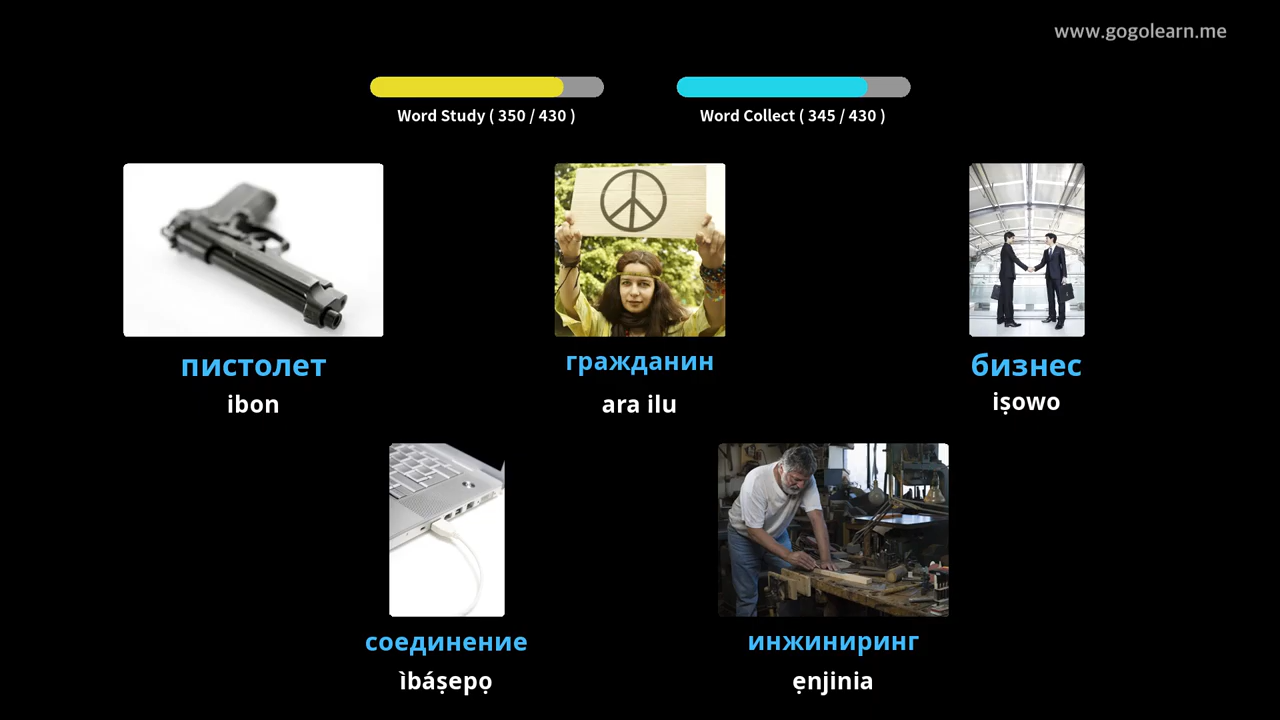 www.gogolearn.me
Word Study ( 350 / 430 )
Word Collect ( 345 / 430 )
пистолет
ibon
гражданин
ara ilu
бизнес
iṣowo
соединение
ìbáṣepọ
инжиниринг
ẹnjinia